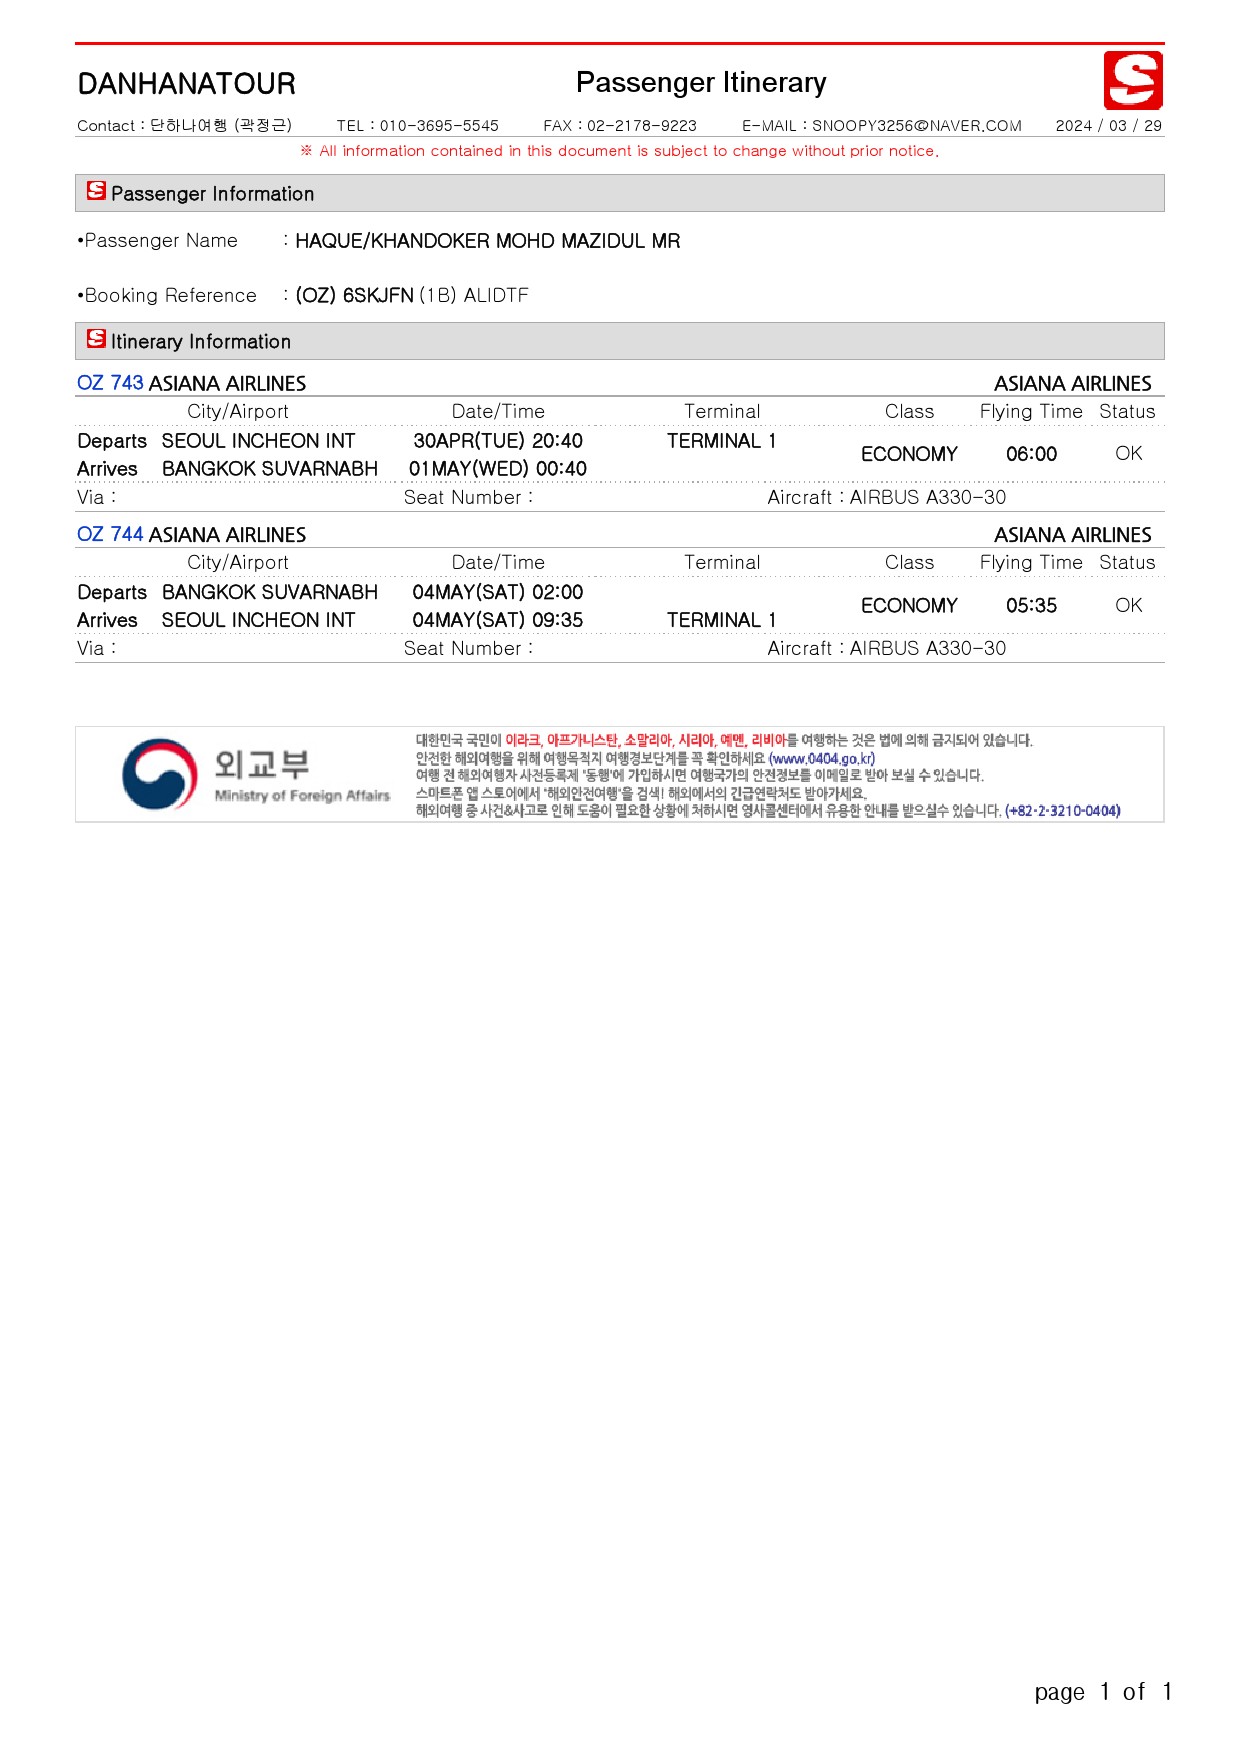 DANHANATOUR
Passenger Itinerary
Contact : 단하나여행 (곽정근) TEL : 010-3695-5545 FAX : 02-2178-9223 E-MAIL : SNOOPY3256@NAVER.COM 2024 / 03 / 29
※ All information contained in this document is subject to change without prior notice.
Passenger Information
•Passenger Name : HAQUE/KHANDOKER MOHD MAZIDUL MR
•Booking Reference : (OZ) 6SKJFN (1B) ALIDTF
Itinerary Information
OZ 743 ASIANA AIRLINES ASIANA AIRLINES
City/Airport Date/Time Terminal Class Flying Time Status
Departs SEOUL INCHEON INT 30APR(TUE) 20:40 TERMINAL 1
ECONOMY 06:00 OK
Arrives BANGKOK SUVARNABH 01MAY(WED) 00:40
Via : Seat Number : Aircraft : AIRBUS A330-30
OZ 744 ASIANA AIRLINES ASIANA AIRLINES
City/Airport Date/Time Terminal Class Flying Time Status
Departs BANGKOK SUVARNABH 04MAY(SAT) 02:00
ECONOMY 05:35 OK
Arrives SEOUL INCHEON INT 04MAY(SAT) 09:35 TERMINAL 1
Via : Seat Number : Aircraft : AIRBUS A330-30
외교부
Ministry of Foreign Affairs
대한민국 국민이 이라크, 아프가니스탄, 소말리아, 시리아, 예멘, 리비아를 여행하는 것은 법에 의해 금지되어 있습니다.
안전한 해외여행을 위해 여행목적지 여행경보단계를 꼭 확인하세요 (www.0404.go.kr)
여행 전 해외여행자 사전등록제 '동행'에 가입하시면 여행국가의 안전정보를 이메일로 받아 보실 수 있습니다.
스마트폰 앱 스토어에서 '해외안전여행'을 검색! 해외에서의 긴급연락처도 받아가세요.
해외여행 중 사건&사고로 인해 도움이 필요한 상황에 처하시면 영사콜센터에서 유용한 안내를 받으실수 있습니다. (+82-2-3210-0404)
page 1 of 1